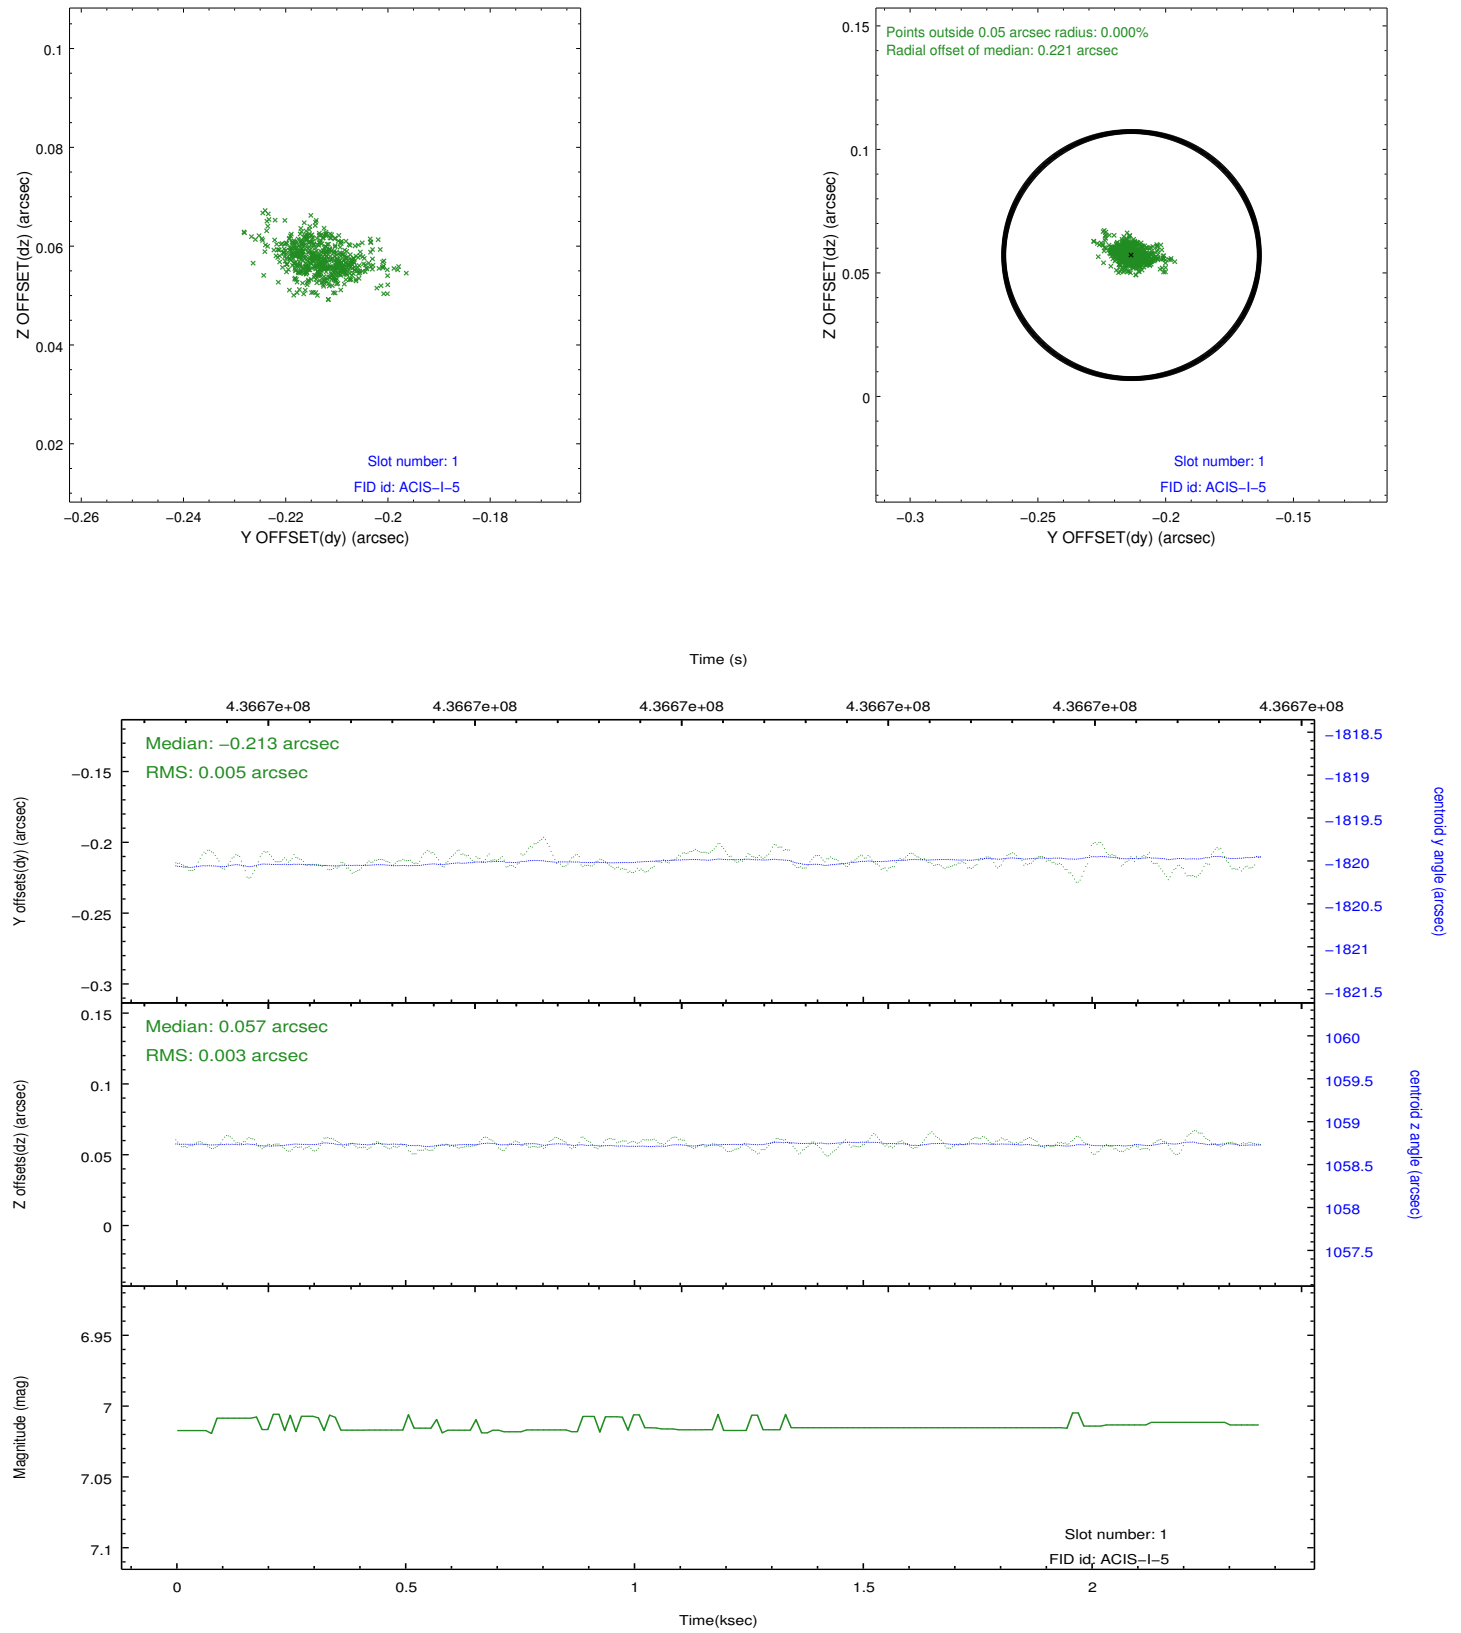 0.1
0.08
0.06
0.04
0.02
Z OFFSET(dz) (arcsec)
Slot number: 1
FID id: ACIS−I−5
−0.26 −0.24 −0.22 −0.2 −0.18
Y OFFSET(dy) (arcsec)
Points outside 0.05 arcsec radius: 0.000%
Radial offset of median: 0.221 arcsec
0.15
0.1
0.05
0
Z OFFSET(dz) (arcsec)
Slot number: 1
FID id: ACIS−I−5
−0.3 −0.25 −0.2 −0.15
Y OFFSET(dy) (arcsec)
Time (s)
4.3667e+08 4.3667e+08 4.3667e+08 4.3667e+08 4.3667e+08 4.3667e+08
Median: −0.213 arcsec
RMS: 0.005 arcsec
−0.15
−0.2
−0.25
−0.3
Y offsets(dy) (arcsec)
−1818.5
−1819
−1819.5
−1820
−1820.5
−1821
−1821.5
centroid y angle (arcsec)
Median: 0.057 arcsec
RMS: 0.003 arcsec
0.15
0.1
0.05
0
Z offsets(dz) (arcsec)
1060
1059.5
1059
1058.5
1058
1057.5
centroid z angle (arcsec)
6.95
7
7.05
7.1
Magnitude (mag)
Slot number: 1
FID id: ACIS−I−5
0 0.5 1 1.5 2
Time(ksec)